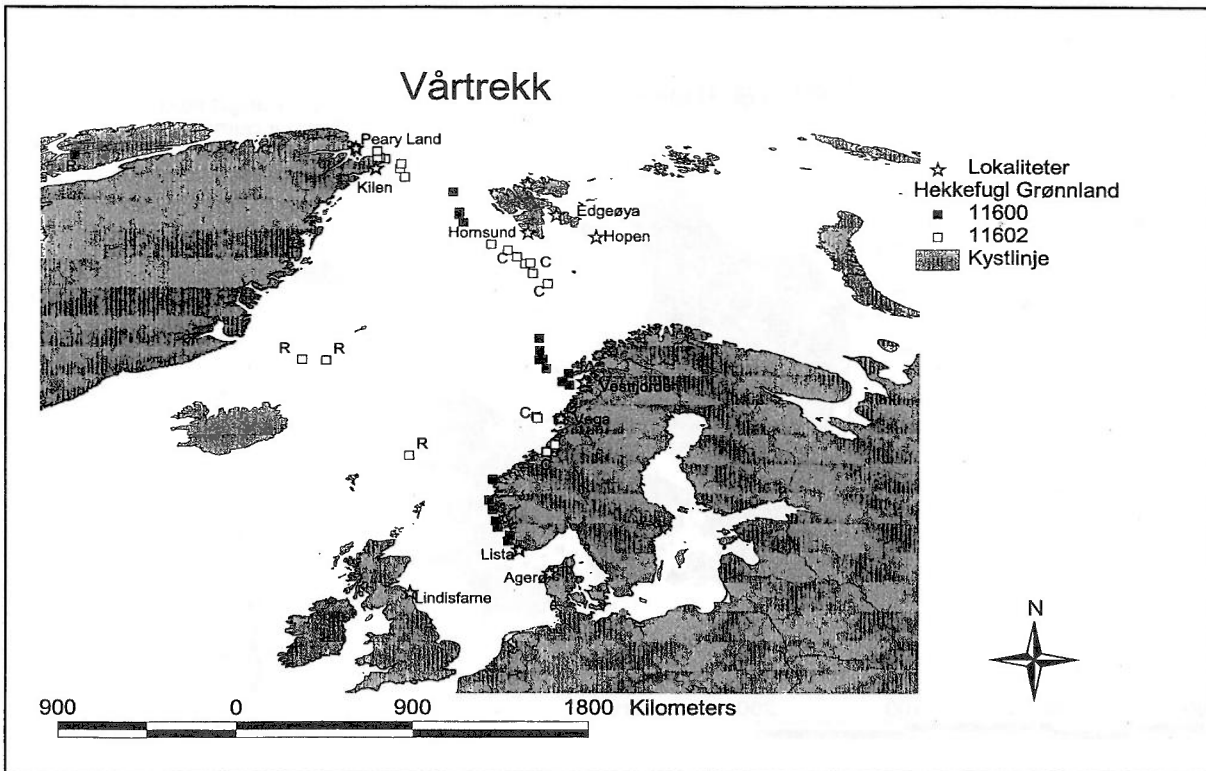 Vårtrekk
Peary Land
R
Kilen
Edgeøya
Hornsund
Hopen
C
C
C
R
R
Vega
C
R
Lista
Agerø
Lindisfarne
Lokaliteter
Hekkefugl Grønnland
11600
11602
Kystlinje
N
900 0 900 1800 Kilometers